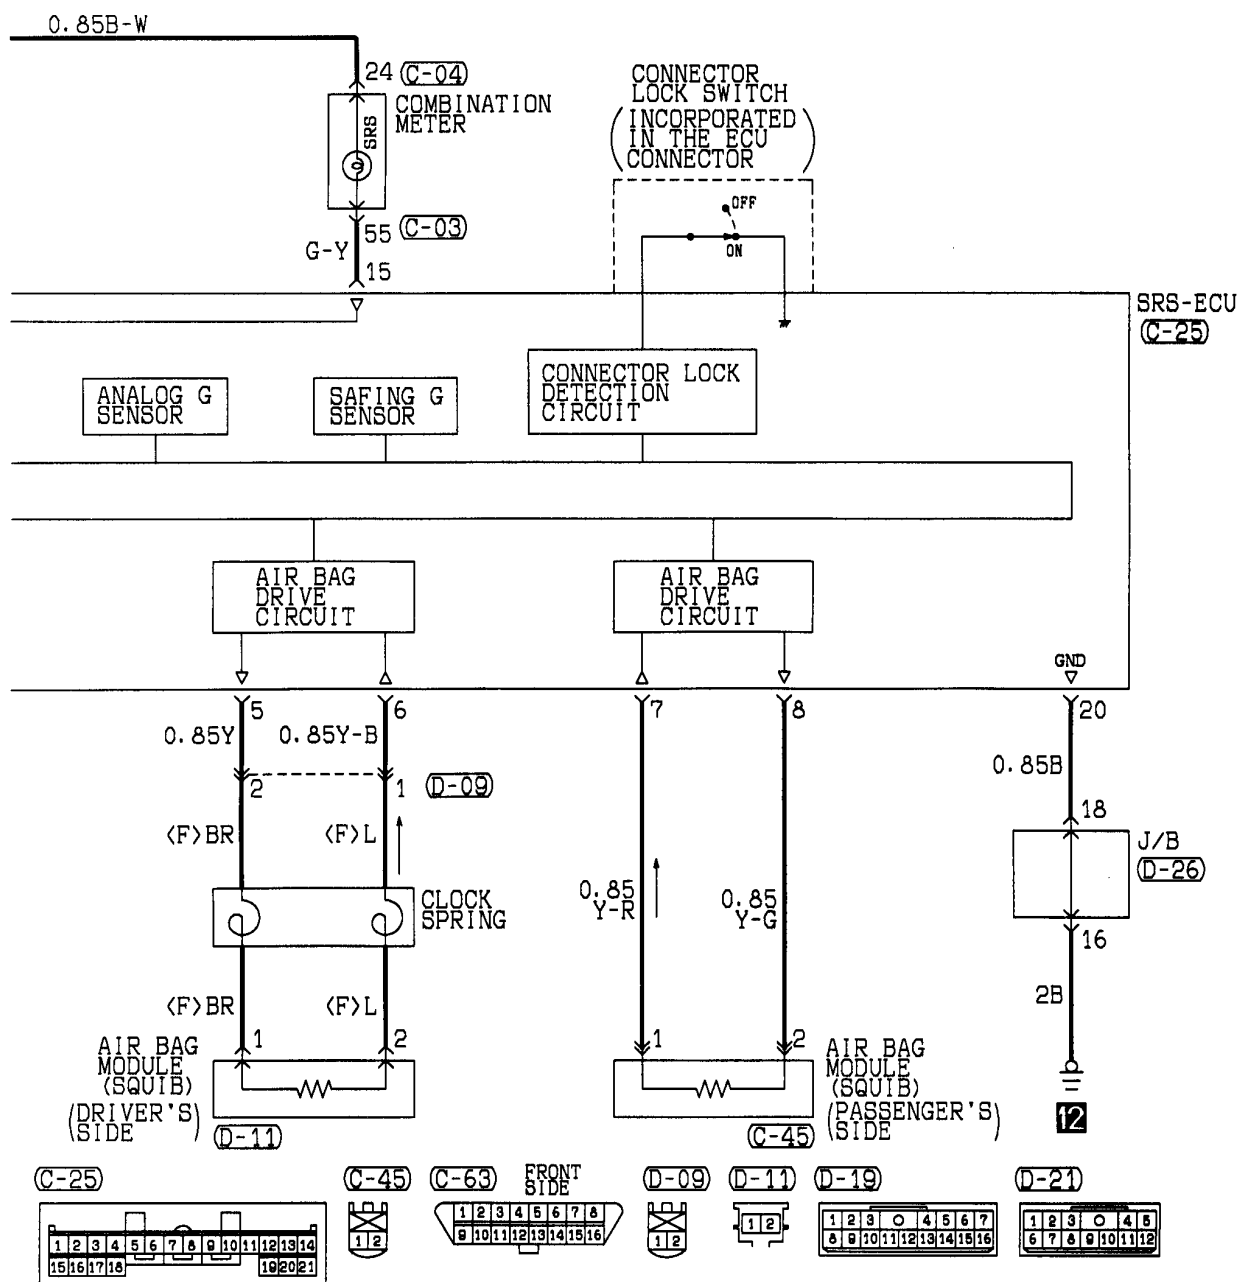 0.85B-W
24 C-04
COMBINATION
METER
SRS
55 C-03
G-Y
15
CONNECTOR
LOCK SWITCH
(INCORPORATED
IN THE ECU
CONNECTOR)
OFF
ON
SRS-ECU
C-25
ANALOG G
SENSOR
SAFING G
SENSOR
CONNECTOR LOCK
DETECTION
CIRCUIT
AIR BAG
DRIVE
CIRCUIT
AIR BAG
DRIVE
CIRCUIT
GND
5 6 7 8 20
0.85Y 0.85Y-B
0.85B
2 1 D-09
18
<F>BR <F>L
J/B
D-26
CLOCK
SPRING
0.85
Y-R
0.85
Y-G
16
<F>BR <F>L
2B
1 2 1 2
AIR BAG
MODULE
(SQUIB)
(DRIVER'S
SIDE)
D-11
AIR BAG
MODULE
(SQUIB)
(PASSENGER'S
SIDE)
C-45
12
C-25
1 2 3 4 5 6 7 8 9 10 11 12 13 14
15 16 17 18 19 20 21
C-45
1 2
C-63 FRONT
SIDE
1 2 3 4 5 6 7 8
9 10 11 12 13 14 15 16
D-09
1 2
D-11
1 2
D-19
1 2 3 4 5 6 7
8 9 10 11 12 13 14 15 16
D-21
1 2 3 4 5
6 7 8 9 10 11 12